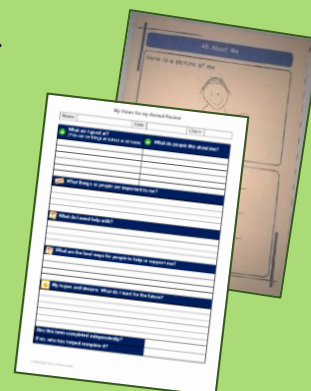 All About Me
Here is a picture of me
My Views for my Annual Review
Name
Date
Class
What am I good at?
What do people like about me?
What things or people are important to me?
What do I need help with?
What are the best ways for people to help or support me?
My hopes and dreams. What do I want for the future?
Has this been completed independently?
If no, who has helped complete it?